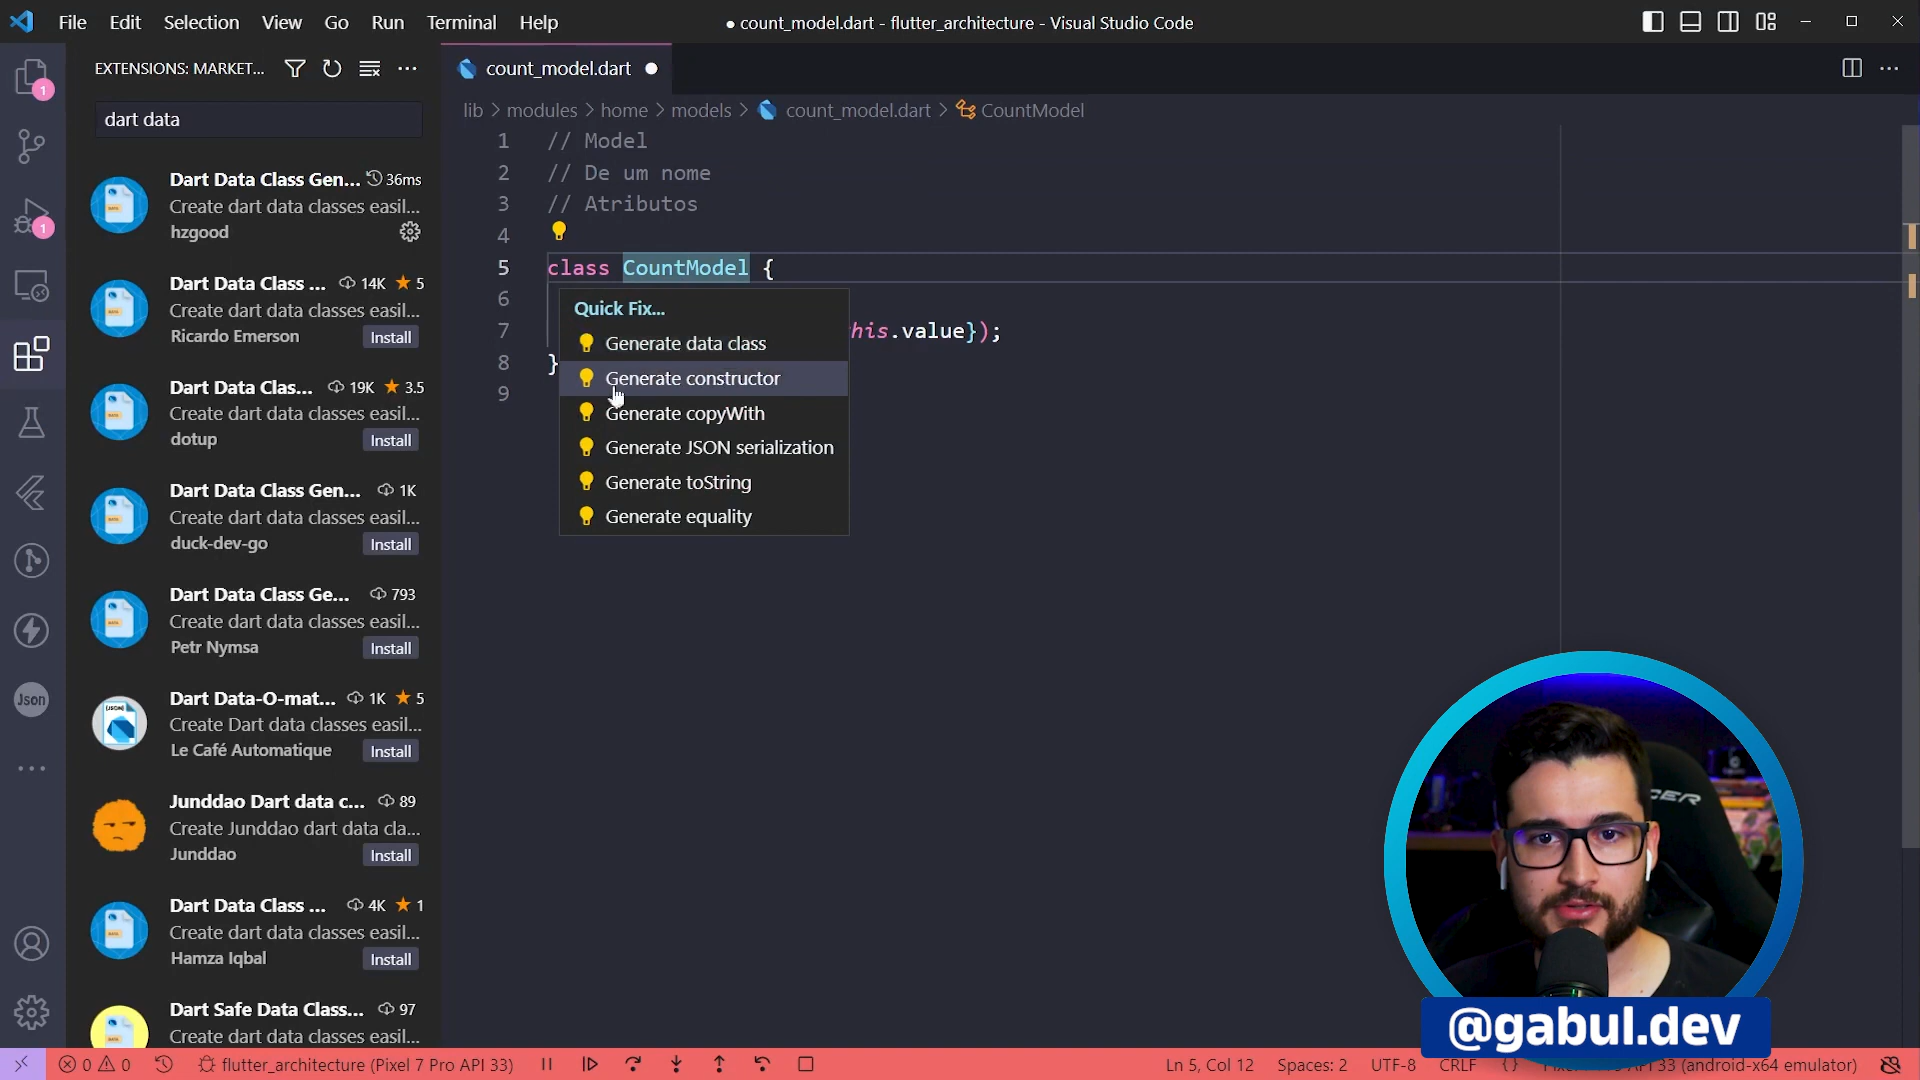 File Edit Selection View Go Run Terminal Help
● count_model.dart - flutter_architecture - Visual Studio Code
EXTENSIONS: MARKET...
dart data
1
1
Json
Dart Data Class Gen... 36ms
Create dart data classes easil...
hzgood
Dart Data Class ... 14K 5
Create dart data classes easil...
Ricardo Emerson Install
Dart Data Clas... 19K 3.5
Create dart data classes easil...
dotup Install
Dart Data Class Gen... 1K
Create dart data classes easil...
duck-dev-go Install
Dart Data Class Ge... 793
Create dart data classes easil...
Petr Nymsa Install
Dart Data-O-mat... 1K 5
Create Dart data classes easil...
Le Café Automatique Install
Junddao Dart data c... 89
Create Junddao dart data cla...
Junddao Install
Dart Data Class ... 4K 1
Create dart data classes easil...
Hamza Iqbal Install
Dart Safe Data Class... 97
Create dart data classes easil...
count_model.dart ●
lib > modules > home > models > count_model.dart > CountModel
1 // Model
2 // De um nome
3 // Atributos
4
5 class CountModel {
6
7 his.value});
8 }
9
Quick Fix...
Generate data class
Generate constructor
Generate copyWith
Generate JSON serialization
Generate toString
Generate equality
@gabul.dev
0 0 flutter_architecture (Pixel 7 Pro API 33)
Ln 5, Col 12 Spaces: 2 UTF-8 CRLF {} 33 (android-x64 emulator)